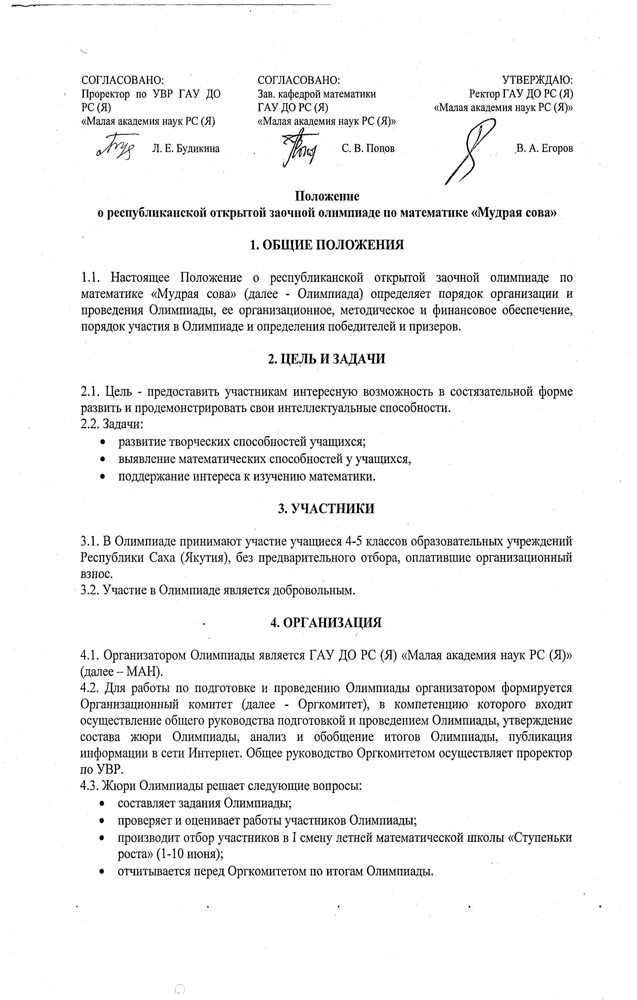 СОГЛАСОВАНО:
Проректор по УВР ГАУ ДО
РС (Я)
«Малая академия наук РС (Я)
Л. Е. Будикина
СОГЛАСОВАНО:
Зав. кафедрой математики
ГАУ ДО РС (Я)
«Малая академия наук РС (Я)»
С. В. Попов
УТВЕРЖДАЮ:
Ректор ГАУ ДО РС (Я)
«Малая академия наук РС (Я)»
В. А. Егоров
Положение
о республиканской открытой заочной олимпиаде по математике «Мудрая сова»
1. ОБЩИЕ ПОЛОЖЕНИЯ
1.1. Настоящее Положение о республиканской открытой заочной олимпиаде по
математике «Мудрая сова» (далее - Олимпиада) определяет порядок организации и
проведения Олимпиады, ее организационное, методическое и финансовое обеспечение,
порядок участия в Олимпиаде и определения победителей и призеров.
2. ЦЕЛЬ И ЗАДАЧИ
2.1. Цель - предоставить участникам интересную возможность в состязательной форме
развить и продемонстрировать свои интеллектуальные способности.
2.2. Задачи:
• развитие творческих способностей учащихся;
• выявление математических способностей у учащихся,
• поддержание интереса к изучению математики.
3. УЧАСТНИКИ
3.1. В Олимпиаде принимают участие учащиеся 4-5 классов образовательных учреждений
Республики Саха (Якутия), без предварительного отбора, оплатившие организационный
взнос.
3.2. Участие в Олимпиаде является добровольным.
4. ОРГАНИЗАЦИЯ
4.1. Организатором Олимпиады является ГАУ ДО РС (Я) «Малая академия наук РС (Я)»
(далее – МАН).
4.2. Для работы по подготовке и проведению Олимпиады организатором формируется
Организационный комитет (далее - Оргкомитет), в компетенцию которого входит
осуществление общего руководства подготовкой и проведением Олимпиады, утверждение
состава жюри Олимпиады, анализ и обобщение итогов Олимпиады, публикация
информации в сети Интернет. Общее руководство Оргкомитетом осуществляет проректор
по УВР.
4.3. Жюри Олимпиады решает следующие вопросы:
• составляет задания Олимпиады;
• проверяет и оценивает работы участников Олимпиады;
• производит отбор участников в I смену летней математической школы «Ступеньки
роста» (1-10 июня);
• отчитывается перед Оргкомитетом по итогам Олимпиады.